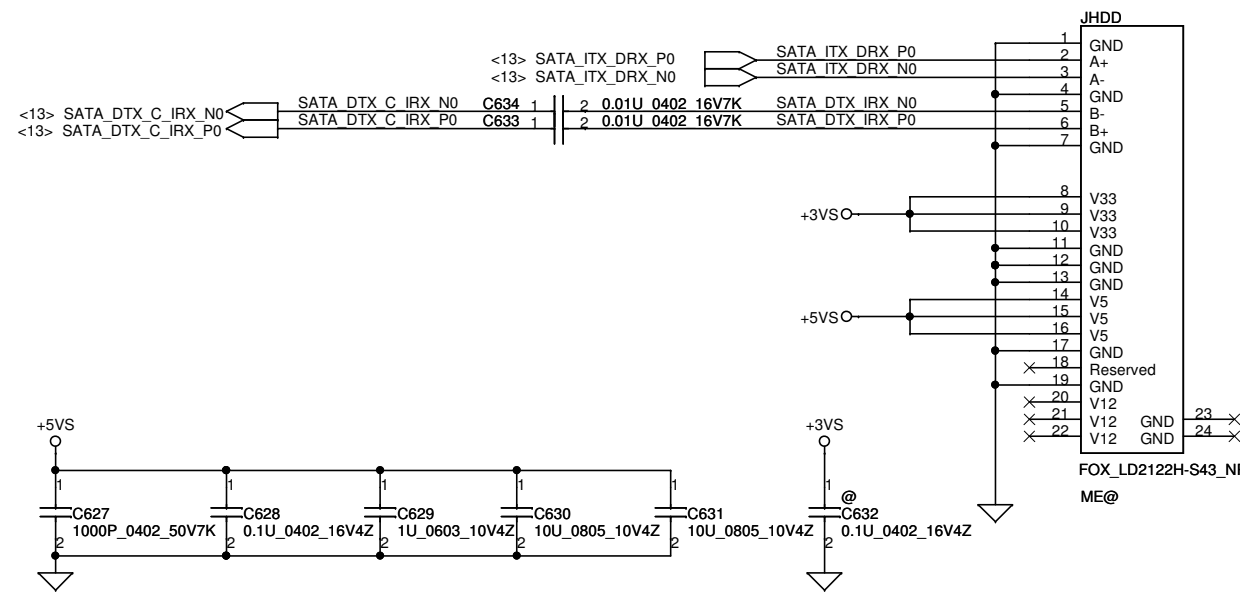 JHDD
1 GND
<13> SATA_ITX_DRX_P0 SATA_ITX_DRX_P0 2 A+
<13> SATA_ITX_DRX_N0 SATA_ITX_DRX_N0 3 A-
4 GND
<13> SATA_DTX_C_IRX_N0 SATA_DTX_C_IRX_N0 C634 1 2 0.01U_0402_16V7K SATA_DTX_IRX_N0 5 B-
<13> SATA_DTX_C_IRX_P0 SATA_DTX_C_IRX_P0 C633 1 2 0.01U_0402_16V7K SATA_DTX_IRX_P0 6 B+
7 GND
8 V33
+3VS 9 V33
10 V33
11 GND
12 GND
13 GND
14 V5
+5VS 15 V5
16 V5
17 GND
18 Reserved
19 GND
20 V12
21 V12 GND 23
22 V12 GND 24
FOX_LD2122H-S43_NR
ME@
+5VS +3VS
1 1 1 1 1 1
@
C627 C628 C629 C630 C631 C632
1000P_0402_50V7K 0.1U_0402_16V4Z 1U_0603_10V4Z 10U_0805_10V4Z 10U_0805_10V4Z 0.1U_0402_16V4Z
2 2 2 2 2 2